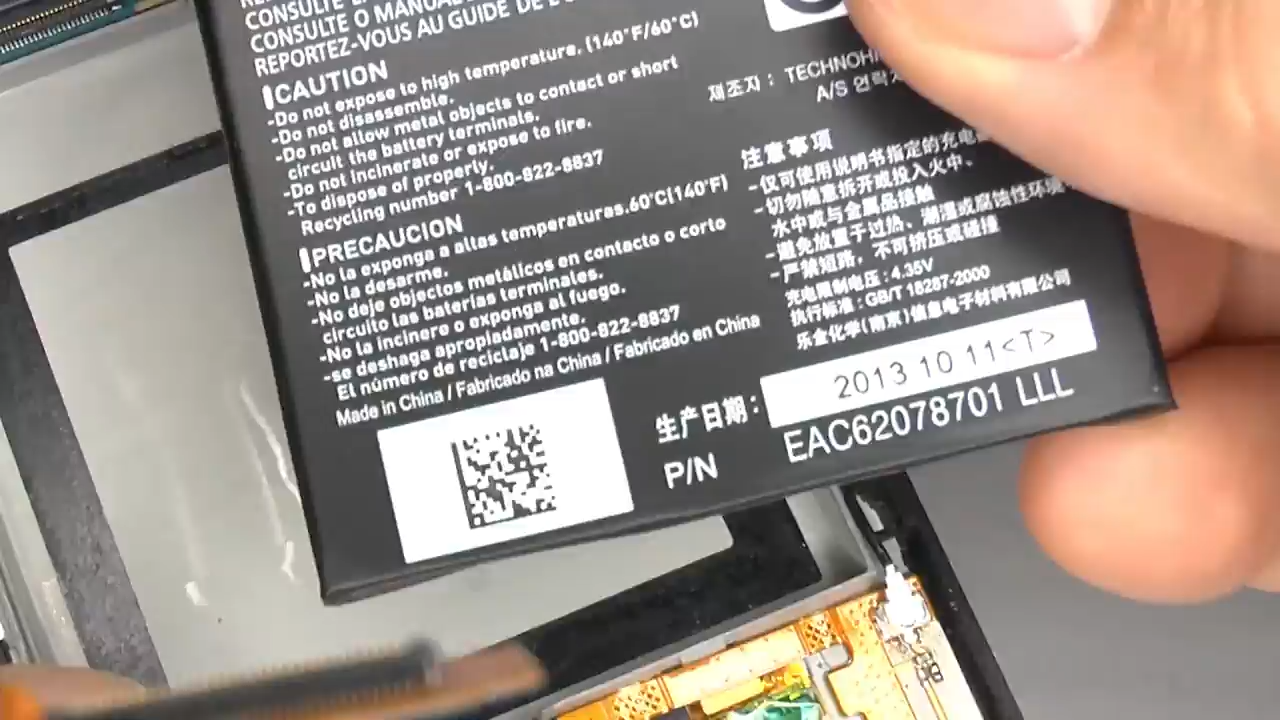 CONSULTE O MANUAL
REPORTEZ-VOUS AU GUIDE DE
CAUTION
-Do not expose to high temperature. (140°F/60°C)
-Do not disassemble.
-Do not allow metal objects to contact or short
circuit the battery terminals.
-Do not incinerate or expose to fire.
-To dispose of properly.
Recycling number 1-800-822-8837
PRECAUCION
-No la exponga a altas temperaturas.60°C(140°F)
-No la desarme.
-No deje objectos metálicos en contacto o corto
circuito las baterías terminales.
-No la incinere o exponga al fuego.
-se deshaga apropiadamente.
El número de reciclaje 1-800-822-8837
Made in China / Fabricado na China / Fabricado en China
제조자 : TECHNOH
A/S 연락
注意事项
-仅可使用说明书指定的充电
-切勿随意拆开或投入火中、
水中或与金属品接触
-避免放置于过热、潮湿或腐蚀性环境
-严禁短路，不可挤压或碰撞
充电限制电压 : 4.35V
执行标准 : GB/T 18287-2000
乐金化学(南京)信息电子材料有限公司
生产日期 : 2013 10 11<T>
P/N EAC62078701 LLL